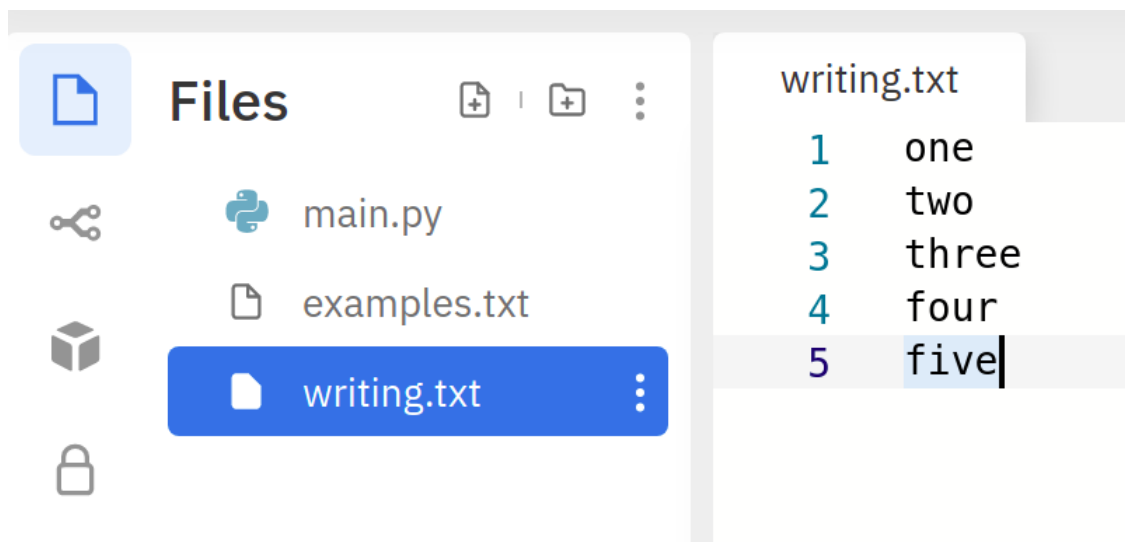 Files
main.py
examples.txt
writing.txt
writing.txt
1 one
2 two
3 three
4 four
5 five